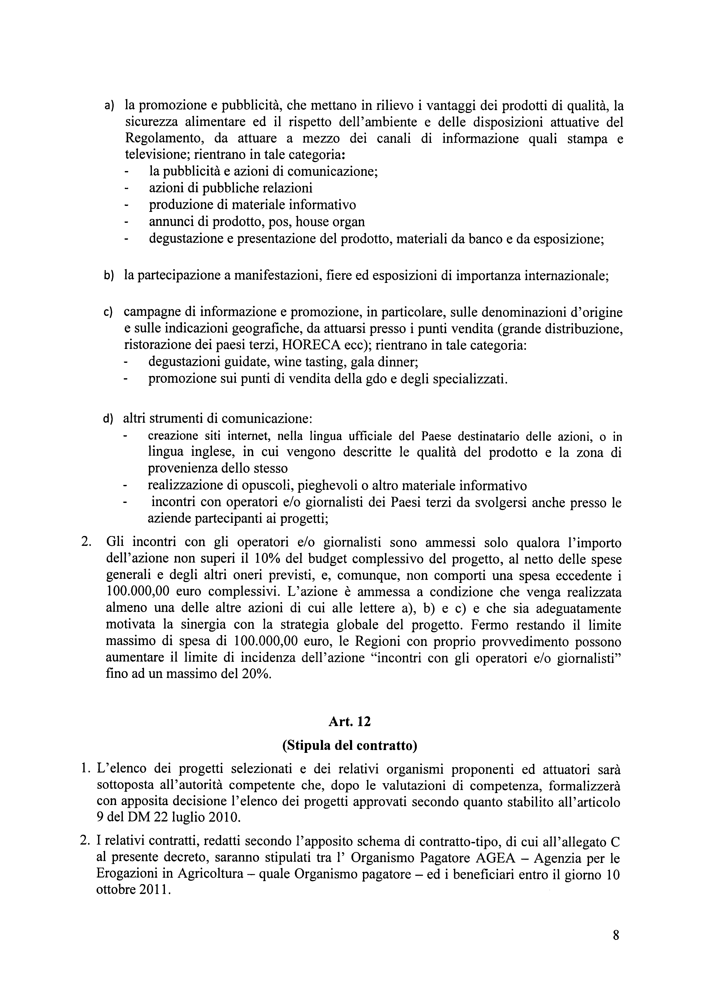 a) la promozione e pubblicità, che mettano in rilievo i vantaggi dei prodotti di qualità, la
sicurezza alimentare ed il rispetto dell'ambiente e delle disposizioni attuative del
Regolamento, da attuare a mezzo dei canali di informazione quali stampa e
televisione; rientrano in tale categoria:
- la pubblicità e azioni di comunicazione;
- azioni di pubbliche relazioni
- produzione di materiale informativo
- annunci di prodotto, pos, house organ
- degustazione e presentazione del prodotto, materiali da banco e da esposizione;
b) la partecipazione a manifestazioni, fiere ed esposizioni di importanza internazionale;
c) campagne di informazione e promozione, in particolare, sulle denominazioni d'origine
e sulle indicazioni geografiche, da attuarsi presso i punti vendita (grande distribuzione,
ristorazione dei paesi terzi, HORECA ecc); rientrano in tale categoria:
- degustazioni guidate, wine tasting, gala dinner;
- promozione sui punti di vendita della gdo e degli specializzati.
d) altri strumenti di comunicazione:
- creazione siti internet, nella lingua ufficiale del Paese destinatario delle azioni, o in
lingua inglese, in cui vengono descritte le qualità del prodotto e la zona di
provenienza dello stesso
- realizzazione di opuscoli, pieghevoli o altro materiale informativo
- incontri con operatori e/o giornalisti dei Paesi terzi da svolgersi anche presso le
aziende partecipanti ai progetti;
2. Gli incontri con gli operatori e/o giornalisti sono ammessi solo qualora l'importo
dell'azione non superi il 10% del budget complessivo del progetto, al netto delle spese
generali e degli altri oneri previsti, e, comunque, non comporti una spesa eccedente i
100.000,00 euro complessivi. L'azione è ammessa a condizione che venga realizzata
almeno una delle altre azioni di cui alle lettere a), b) e c) e che sia adeguatamente
motivata la sinergia con la strategia globale del progetto. Fermo restando il limite
massimo di spesa di 100.000,00 euro, le Regioni con proprio provvedimento possono
aumentare il limite di incidenza dell'azione “incontri con gli operatori e/o giornalisti”
fino ad un massimo del 20%.
Art. 12
(Stipula del contratto)
1. L'elenco dei progetti selezionati e dei relativi organismi proponenti ed attuatori sarà
sottoposta all'autorità competente che, dopo le valutazioni di competenza, formalizzerà
con apposita decisione l'elenco dei progetti approvati secondo quanto stabilito all'articolo
9 del DM 22 luglio 2010.
2. I relativi contratti, redatti secondo l'apposito schema di contratto-tipo, di cui all'allegato C
al presente decreto, saranno stipulati tra l' Organismo Pagatore AGEA – Agenzia per le
Erogazioni in Agricoltura – quale Organismo pagatore – ed i beneficiari entro il giorno 10
ottobre 2011.
8